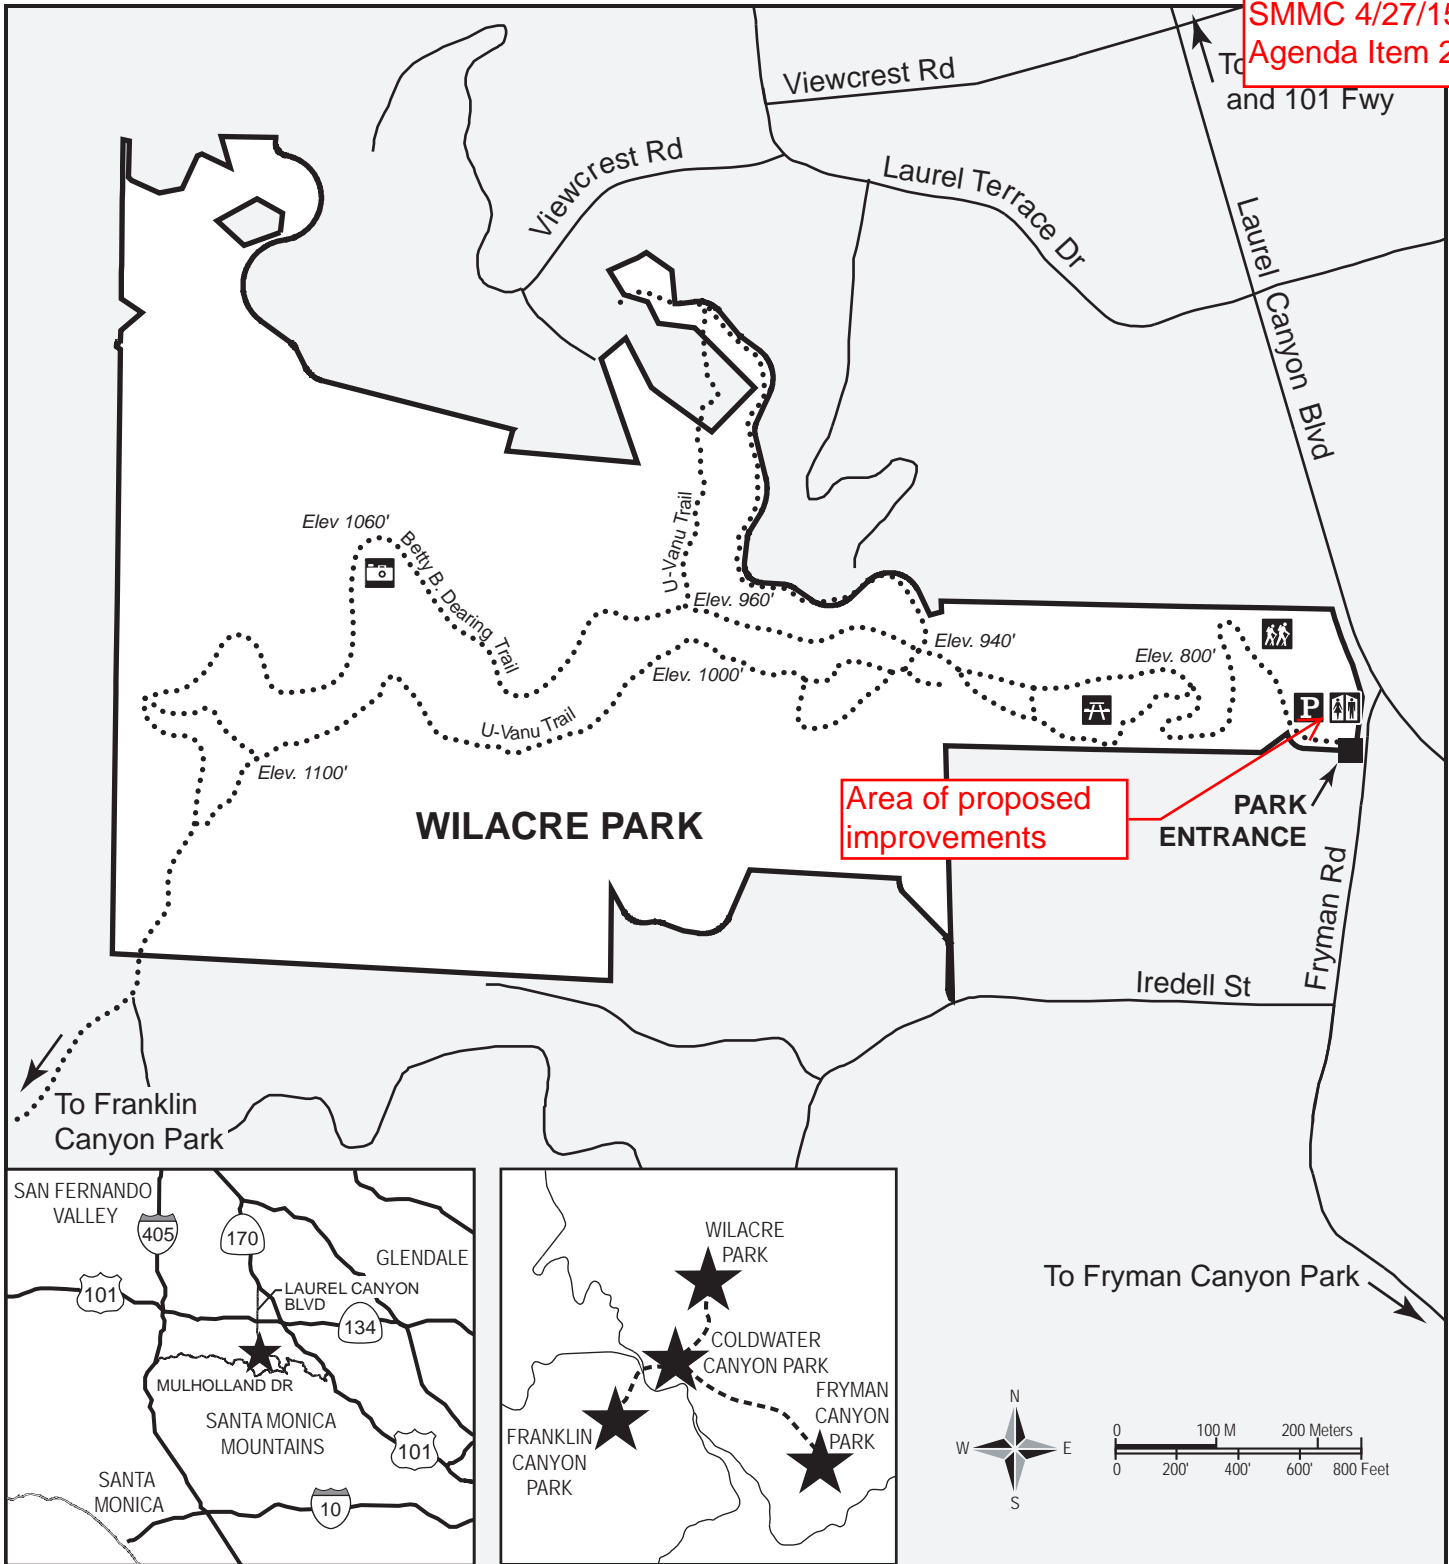 SMMC 4/27/15
Agenda Item 2
To
and 101 Fwy
Viewcrest Rd
Viewcrest Rd
Laurel Terrace Dr
Laurel Canyon Blvd
Elev 1060'
Betty B. Dearing Trail
U-Vanu Trail
Elev. 960'
Elev. 940'
Elev. 800'
Elev. 1000'
U-Vanu Trail
Elev. 1100'
P
WILACRE PARK
Area of proposed
improvements
PARK
ENTRANCE
Fryman Rd
Iredell St
To Franklin
Canyon Park
To Fryman Canyon Park
SAN FERNANDO
VALLEY
405
170
GLENDALE
101
LAUREL CANYON
BLVD
134
MULHOLLAND DR
SANTA MONICA
MOUNTAINS
101
SANTA
MONICA
10
WILACRE
PARK
COLDWATER
CANYON PARK
FRYMAN
CANYON
PARK
FRANKLIN
CANYON
PARK
N
W E
S
0 100 M 200 Meters
0 200' 400' 600' 800 Feet